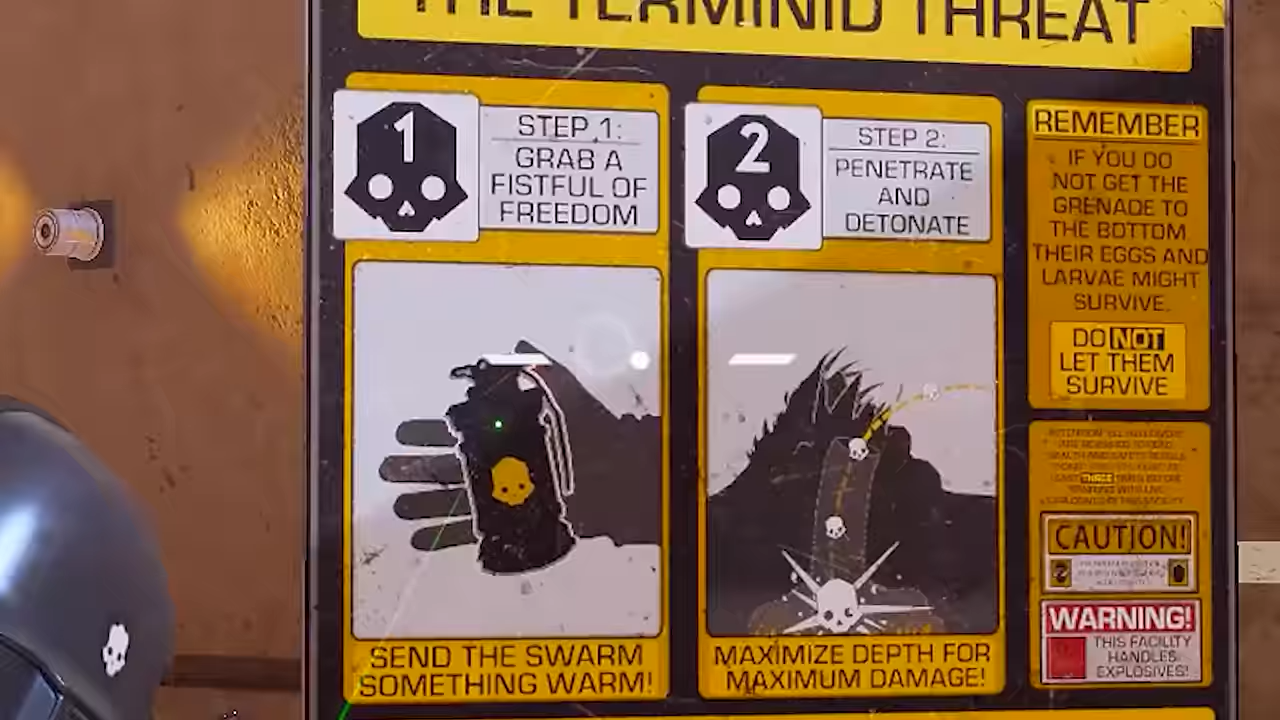 THE TERMINID THREAT
1
STEP 1:
GRAB A
FISTFUL OF
FREEDOM
SEND THE SWARM
SOMETHING WARM!
2
STEP 2:
PENETRATE
AND
DETONATE
MAXIMIZE DEPTH FOR
MAXIMUM DAMAGE!
REMEMBER
IF YOU DO
NOT GET THE
GRENADE TO
THE BOTTOM
THEIR EGGS AND
LARVAE MIGHT
SURVIVE.
DO NOT
LET THEM
SURVIVE
CAUTION!
WARNING!
THIS FACILITY
HANDLES
EXPLOSIVES!